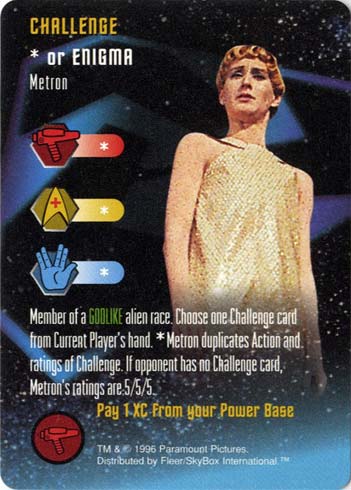 CHALLENGE
* or ENIGMA
Metron
*
*
*
Member of a GODLIKE alien race. Choose one Challenge card
from Current Player's hand. *Metron duplicates Action and
ratings of Challenge. If opponent has no Challenge card,
Metron's ratings are 5/5/5.
Pay 1 XC From your Power Base
TM & © 1996 Paramount Pictures.
Distributed by Fleer/SkyBox International.™